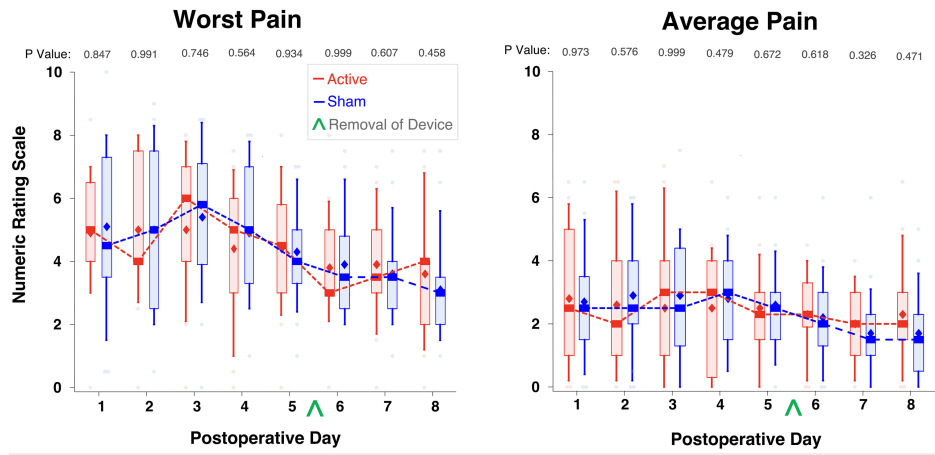 Worst Pain
P Value: 0.847 0.991 0.746 0.564 0.934 0.999 0.607 0.458
Active
Sham
Removal of Device
Numeric Rating Scale
10
8
6
4
2
0
1 2 3 4 5 6 7 8
Postoperative Day
Average Pain
P Value: 0.973 0.576 0.999 0.479 0.672 0.618 0.326 0.471
10
8
6
4
2
0
1 2 3 4 5 6 7 8
Postoperative Day